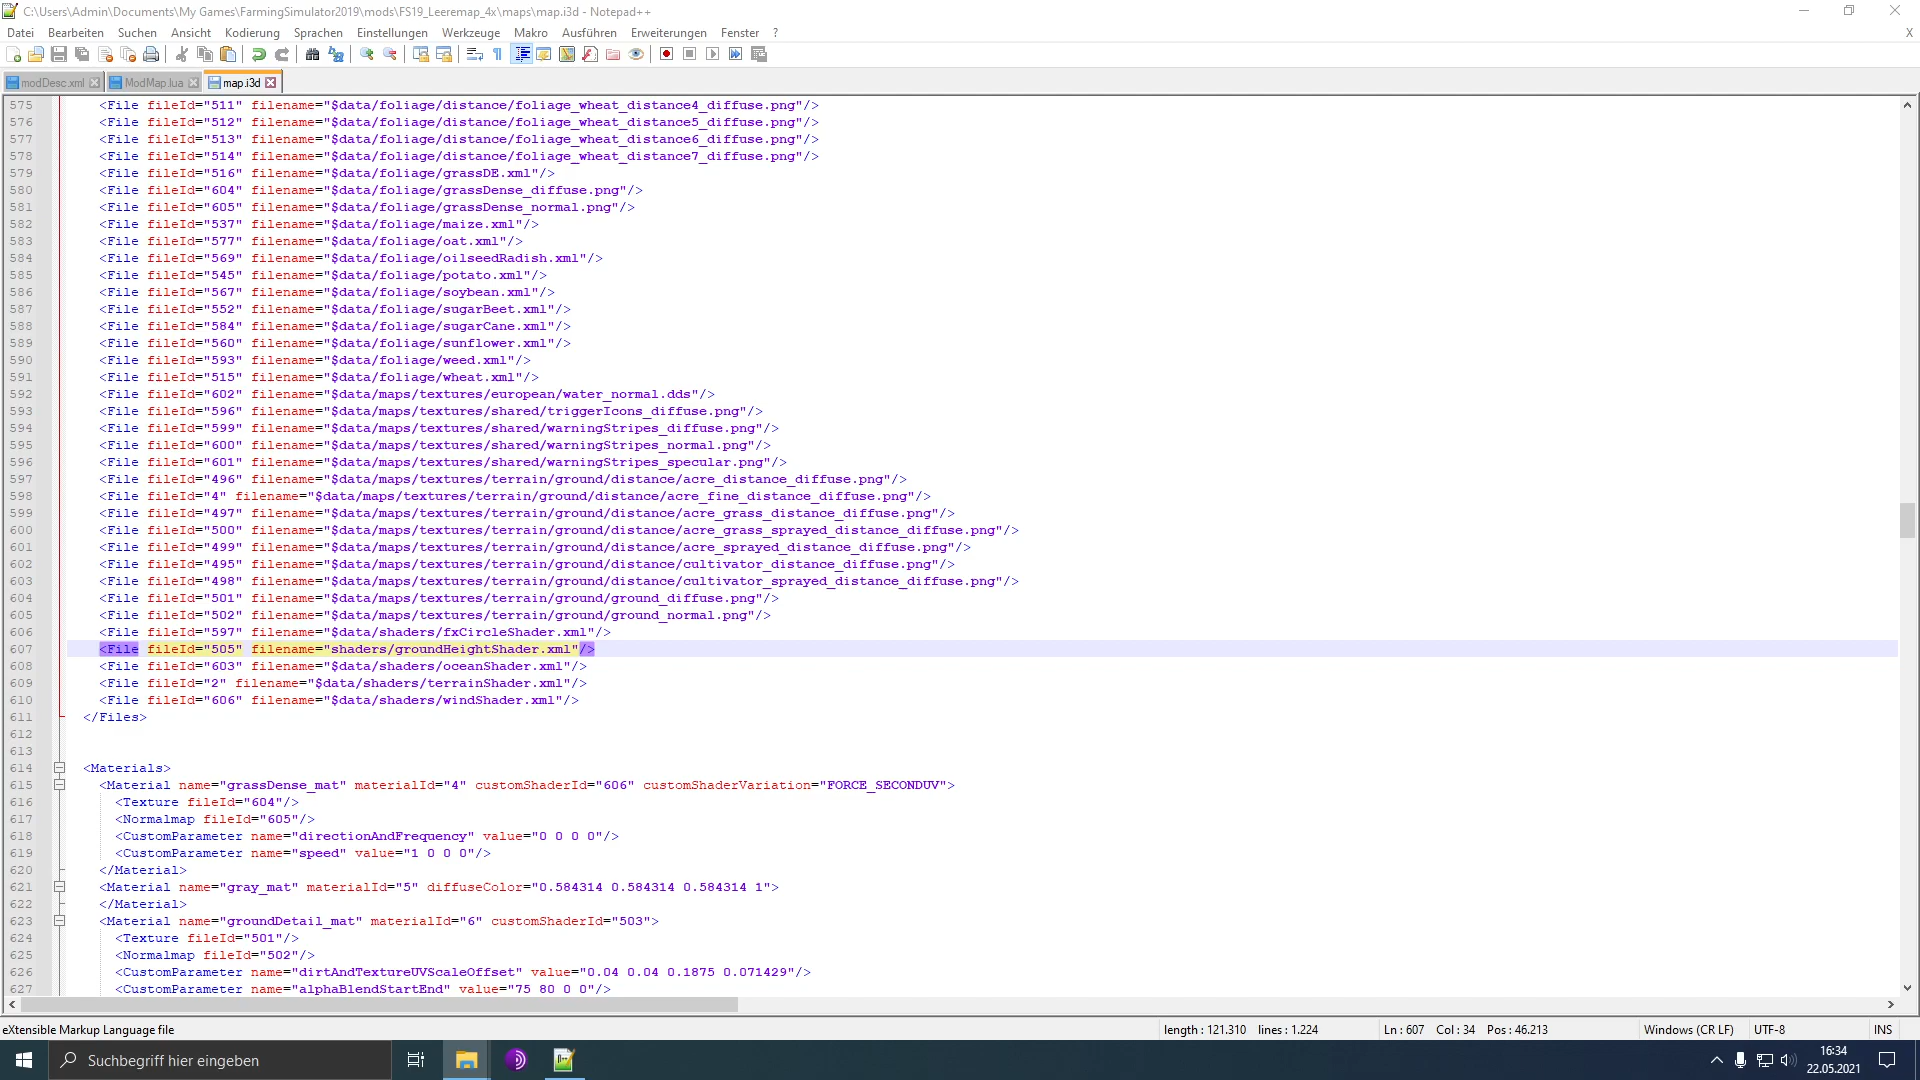 C:\Users\Admin\Documents\My Games\FarmingSimulator2019\mods\FS19_Leeremap_4x\maps\map.i3d - Notepad++
Datei Bearbeiten Suchen Ansicht Kodierung Sprachen Einstellungen Werkzeuge Makro Ausführen Erweiterungen Fenster ? X
modDesc.xml ModMap.lua map.i3d
575 <File fileId="511" filename="$data/foliage/distance/foliage_wheat_distance4_diffuse.png"/>
576 <File fileId="512" filename="$data/foliage/distance/foliage_wheat_distance5_diffuse.png"/>
577 <File fileId="513" filename="$data/foliage/distance/foliage_wheat_distance6_diffuse.png"/>
578 <File fileId="514" filename="$data/foliage/distance/foliage_wheat_distance7_diffuse.png"/>
579 <File fileId="516" filename="$data/foliage/grassDE.xml"/>
580 <File fileId="604" filename="$data/foliage/grassDense_diffuse.png"/>
581 <File fileId="605" filename="$data/foliage/grassDense_normal.png"/>
582 <File fileId="537" filename="$data/foliage/maize.xml"/>
583 <File fileId="577" filename="$data/foliage/oat.xml"/>
584 <File fileId="569" filename="$data/foliage/oilseedRadish.xml"/>
585 <File fileId="545" filename="$data/foliage/potato.xml"/>
586 <File fileId="567" filename="$data/foliage/soybean.xml"/>
587 <File fileId="552" filename="$data/foliage/sugarBeet.xml"/>
588 <File fileId="584" filename="$data/foliage/sugarCane.xml"/>
589 <File fileId="560" filename="$data/foliage/sunflower.xml"/>
590 <File fileId="593" filename="$data/foliage/weed.xml"/>
591 <File fileId="515" filename="$data/foliage/wheat.xml"/>
592 <File fileId="602" filename="$data/maps/textures/european/water_normal.dds"/>
593 <File fileId="596" filename="$data/maps/textures/shared/triggerIcons_diffuse.png"/>
594 <File fileId="599" filename="$data/maps/textures/shared/warningStripes_diffuse.png"/>
595 <File fileId="600" filename="$data/maps/textures/shared/warningStripes_normal.png"/>
596 <File fileId="601" filename="$data/maps/textures/shared/warningStripes_specular.png"/>
597 <File fileId="496" filename="$data/maps/textures/terrain/ground/distance/acre_distance_diffuse.png"/>
598 <File fileId="4" filename="$data/maps/textures/terrain/ground/distance/acre_fine_distance_diffuse.png"/>
599 <File fileId="497" filename="$data/maps/textures/terrain/ground/distance/acre_grass_distance_diffuse.png"/>
600 <File fileId="500" filename="$data/maps/textures/terrain/ground/distance/acre_grass_sprayed_distance_diffuse.png"/>
601 <File fileId="499" filename="$data/maps/textures/terrain/ground/distance/acre_sprayed_distance_diffuse.png"/>
602 <File fileId="495" filename="$data/maps/textures/terrain/ground/distance/cultivator_distance_diffuse.png"/>
603 <File fileId="498" filename="$data/maps/textures/terrain/ground/distance/cultivator_sprayed_distance_diffuse.png"/>
604 <File fileId="501" filename="$data/maps/textures/terrain/ground/ground_diffuse.png"/>
605 <File fileId="502" filename="$data/maps/textures/terrain/ground/ground_normal.png"/>
606 <File fileId="597" filename="$data/shaders/fxCircleShader.xml"/>
607 <File fileId="505" filename="shaders/groundHeightShader.xml"/>
608 <File fileId="603" filename="$data/shaders/oceanShader.xml"/>
609 <File fileId="2" filename="$data/shaders/terrainShader.xml"/>
610 <File fileId="606" filename="$data/shaders/windShader.xml"/>
611 </Files>
612
613
614 <Materials>
615 <Material name="grassDense_mat" materialId="4" customShaderId="606" customShaderVariation="FORCE_SECONDUV">
616 <Texture fileId="604"/>
617 <Normalmap fileId="605"/>
618 <CustomParameter name="directionAndFrequency" value="0 0 0 0"/>
619 <CustomParameter name="speed" value="1 0 0 0"/>
620 </Material>
621 <Material name="gray_mat" materialId="5" diffuseColor="0.584314 0.584314 0.584314 1">
622 </Material>
623 <Material name="groundDetail_mat" materialId="6" customShaderId="503">
624 <Texture fileId="501"/>
625 <Normalmap fileId="502"/>
626 <CustomParameter name="dirtAndTextureUVScaleOffset" value="0.04 0.04 0.1875 0.071429"/>
627 <CustomParameter name="alphaBlendStartEnd" value="75 80 0 0"/>
eXtensible Markup Language file length : 121.310 lines : 1.224 Ln : 607 Col : 34 Pos : 46.213 Windows (CR LF) UTF-8 INS
Suchbegriff hier eingeben
16:34
22.05.2021